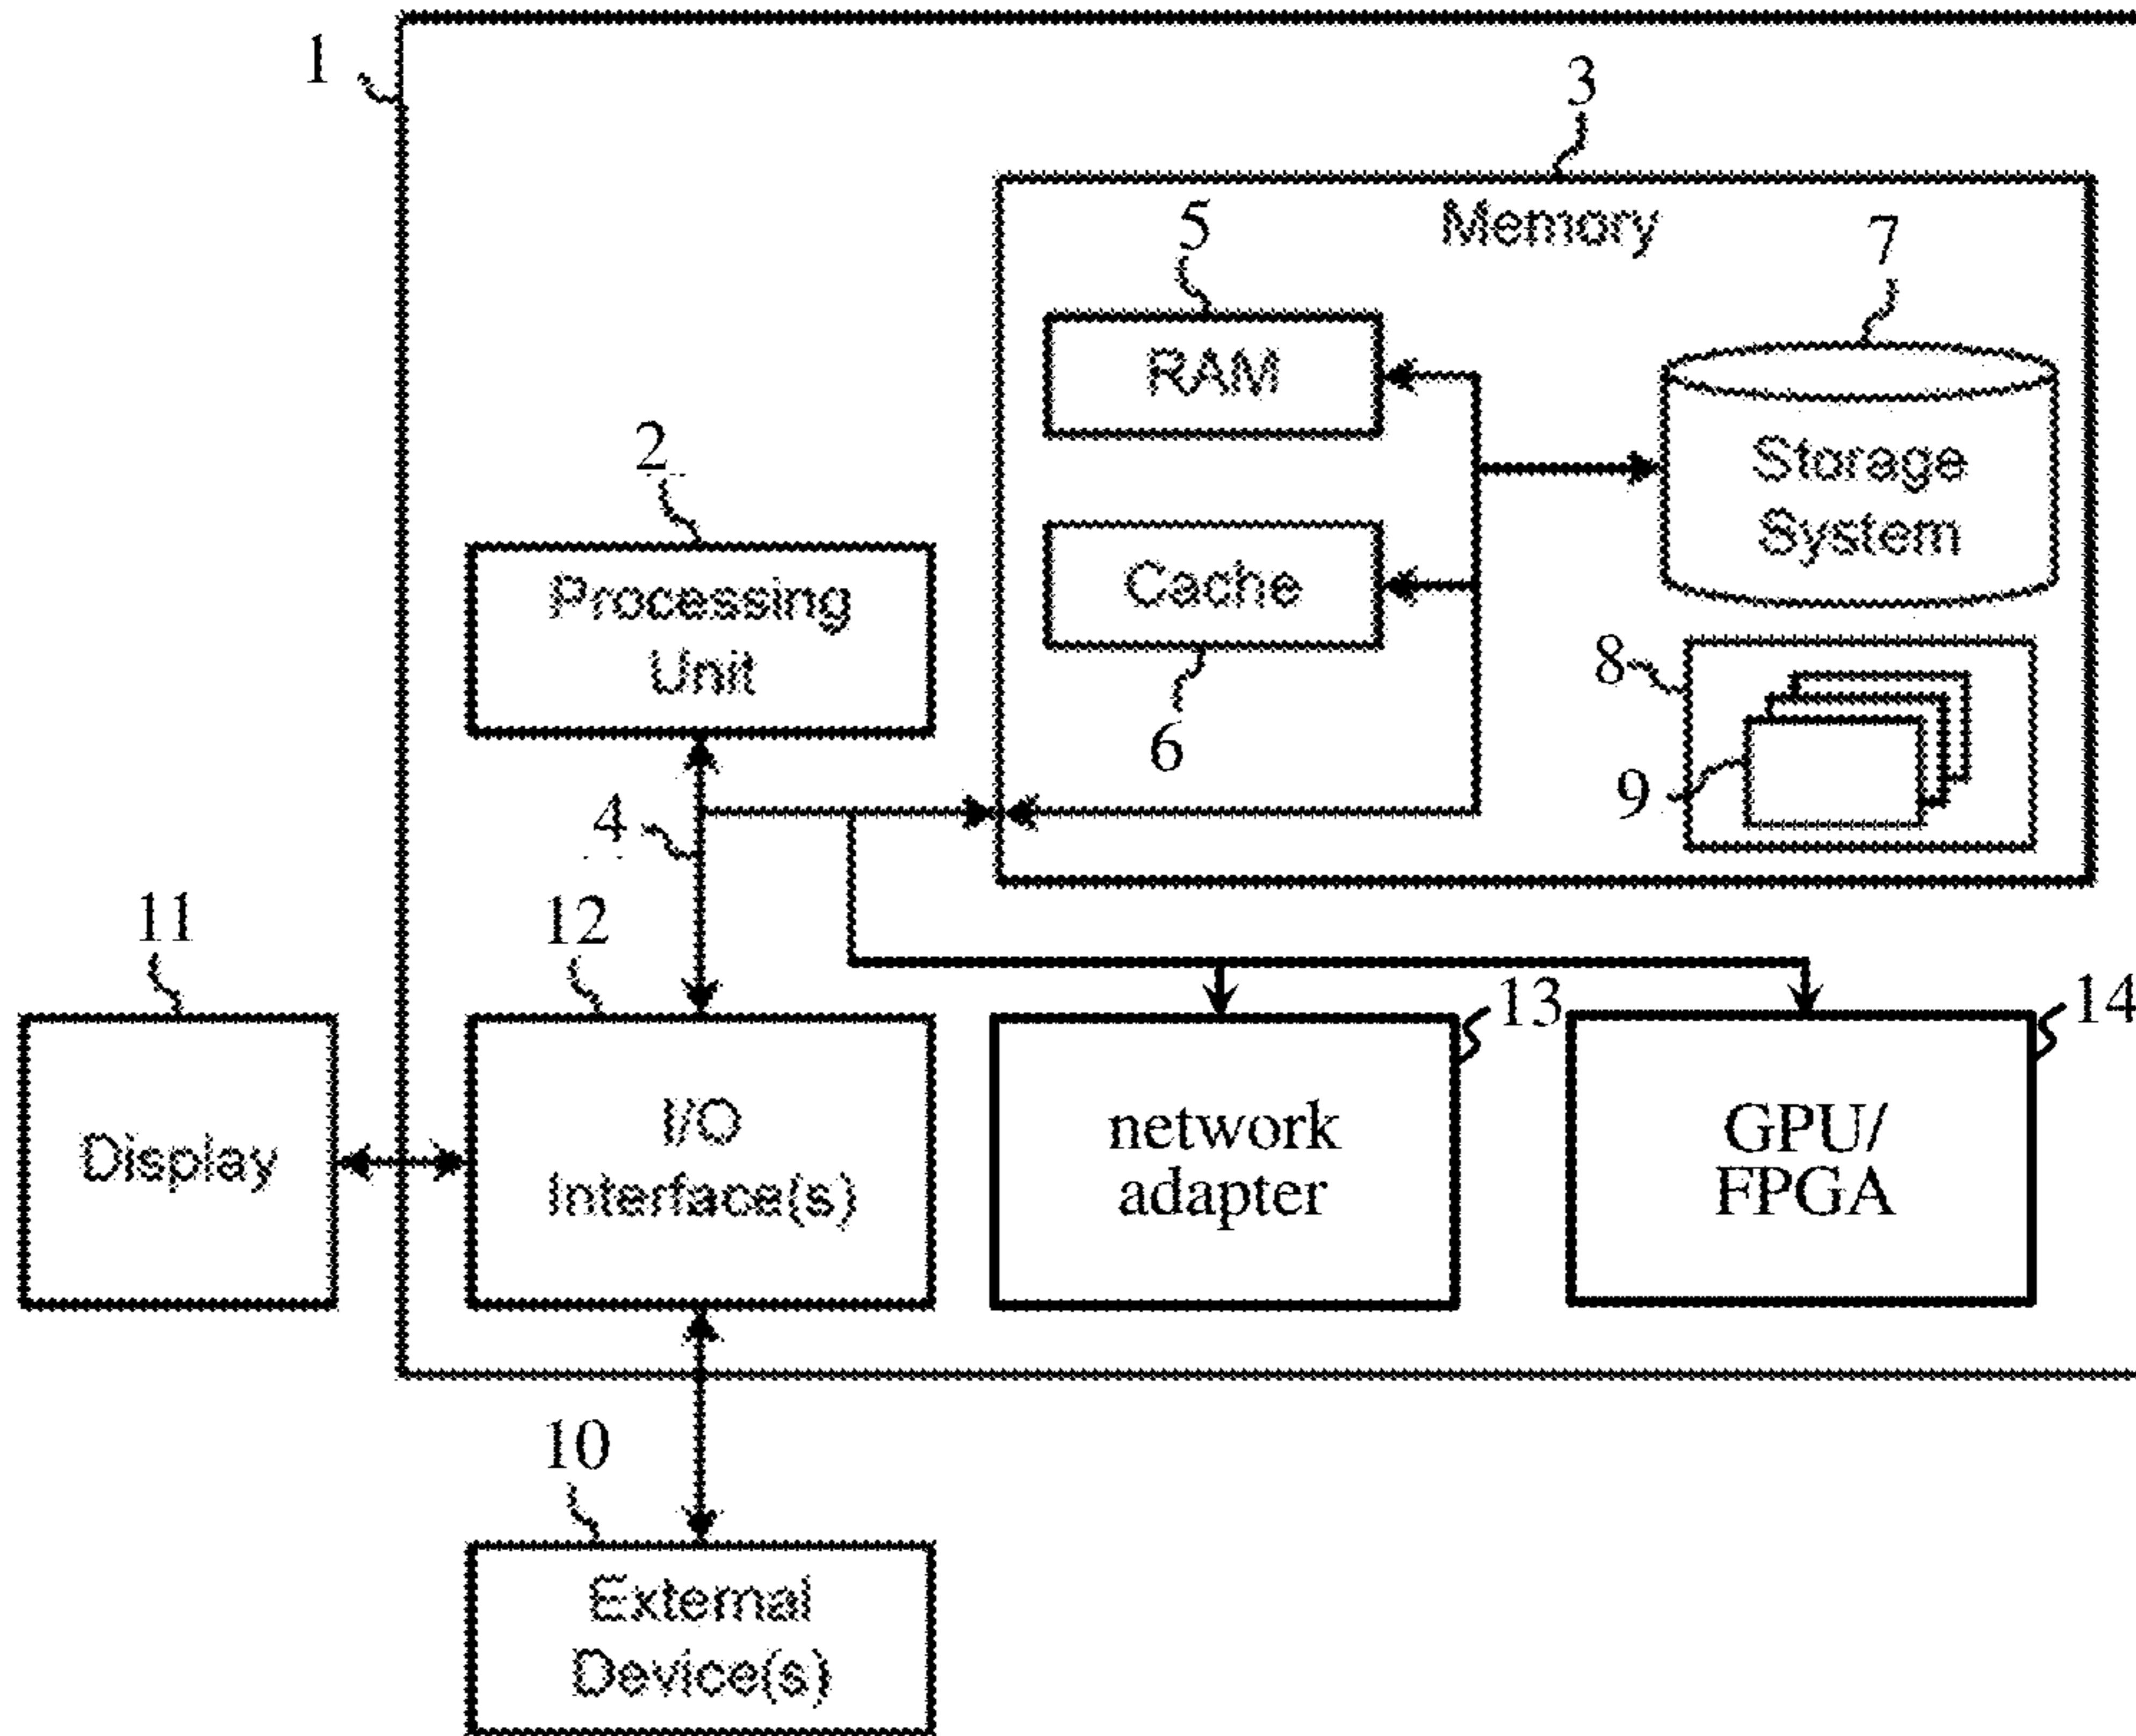 1
3
Memory
5
7
RAM
Storage
System
2
Processing
Unit
Cache
6
8
9
4
11
12
13
14
Display
I/O
Interface(s)
network
adapter
GPU/
FPGA
10
External
Device(s)